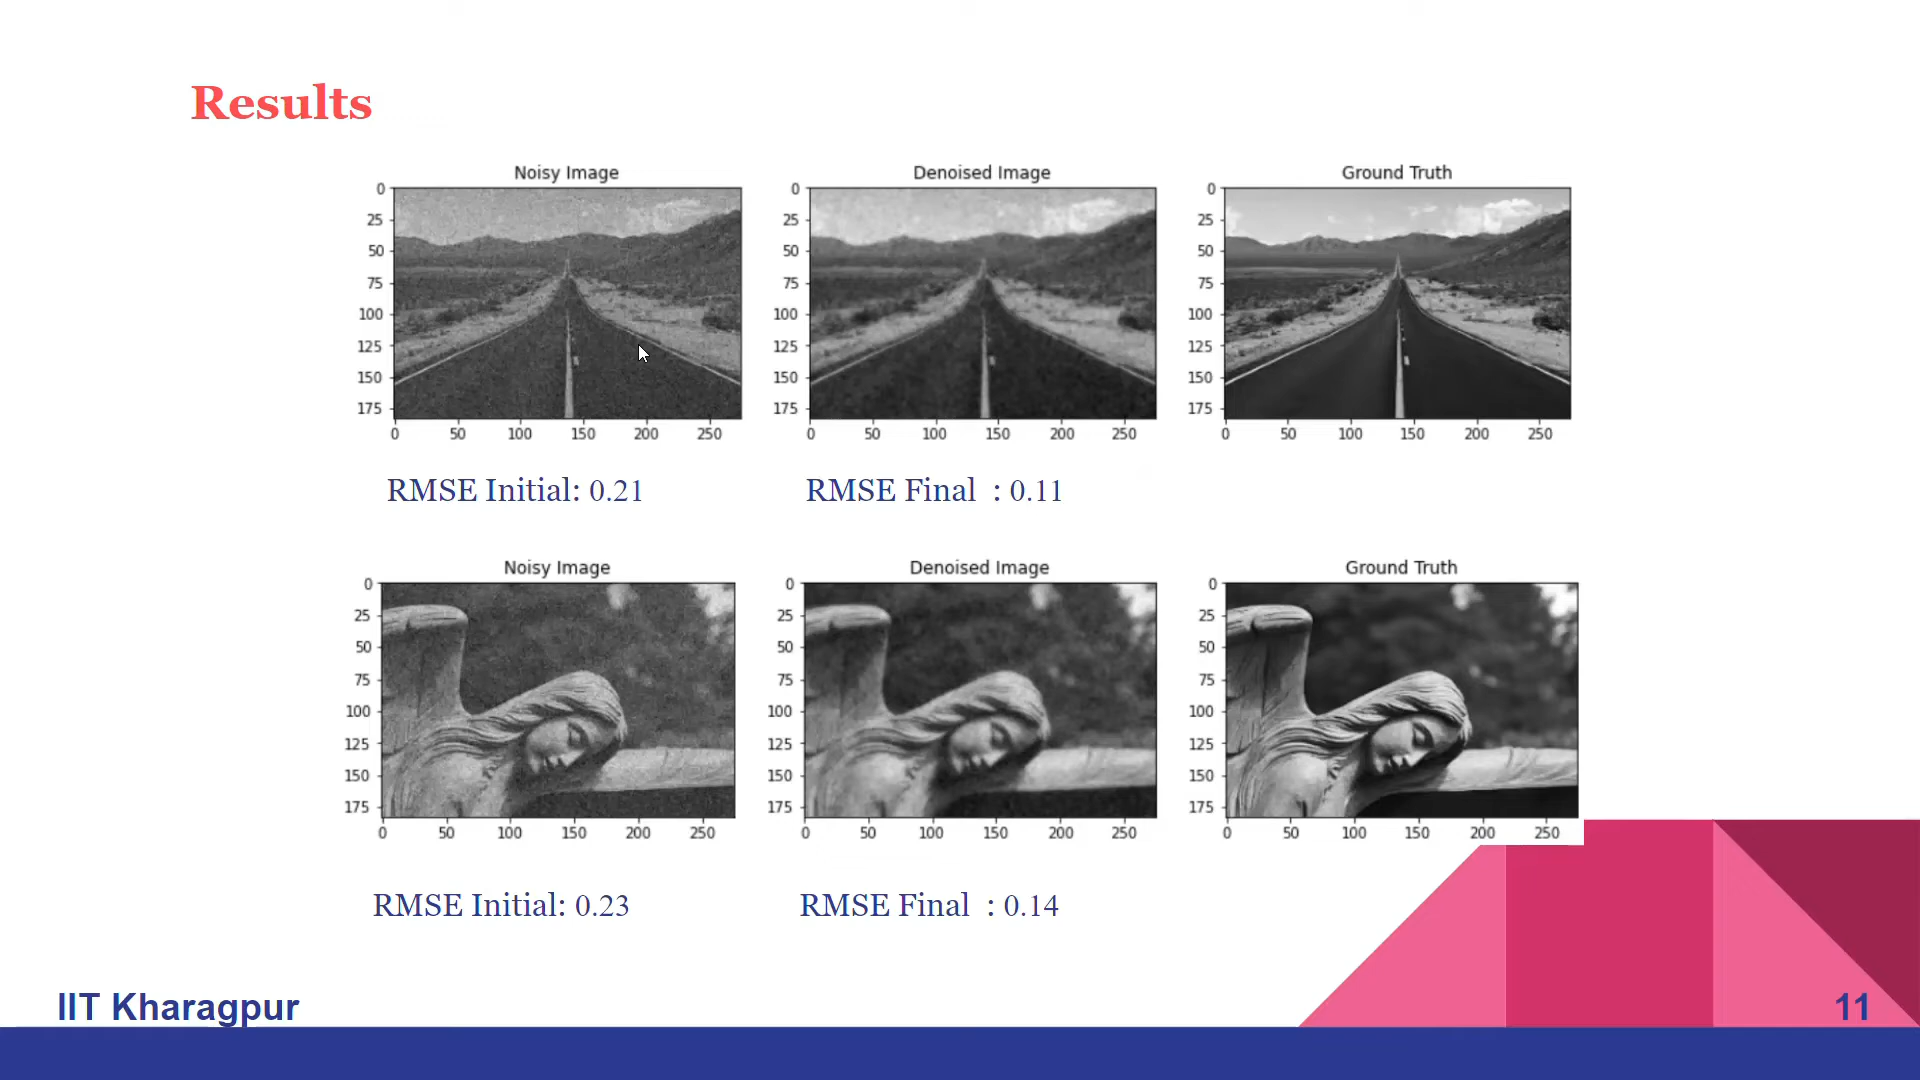 Results
Noisy Image Denoised Image Ground Truth
0 0 0
25 25 25
50 50 50
75 75 75
100 100 100
125 125 125
150 150 150
175 175 175
0 50 100 150 200 250 0 50 100 150 200 250 0 50 100 150 200 250
RMSE Initial: 0.21 RMSE Final : 0.11
Noisy Image Denoised Image Ground Truth
0 0 0
25 25 25
50 50 50
75 75 75
100 100 100
125 125 125
150 150 150
175 175 175
0 50 100 150 200 250 0 50 100 150 200 250 0 50 100 150 200 250
RMSE Initial: 0.23 RMSE Final : 0.14
IIT Kharagpur 11